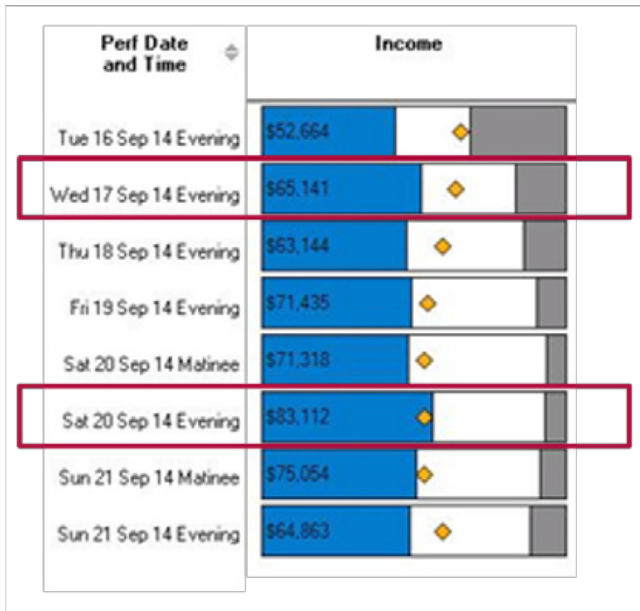 Perf Date
and Time
Income
Tue 16 Sep 14 Evening $52,664
Wed 17 Sep 14 Evening $65,141
Thu 18 Sep 14 Evening $63,144
Fri 19 Sep 14 Evening $71,435
Sat 20 Sep 14 Matinee $71,318
Sat 20 Sep 14 Evening $83,112
Sun 21 Sep 14 Matinee $75,054
Sun 21 Sep 14 Evening $64,863